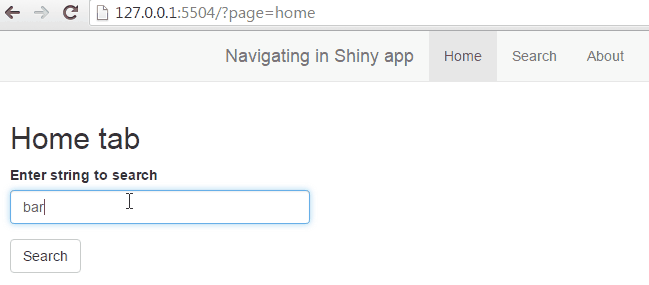 127.0.0.1:5504/?page=home
Navigating in Shiny app Home Search About
Home tab
Enter string to search
bar
Search